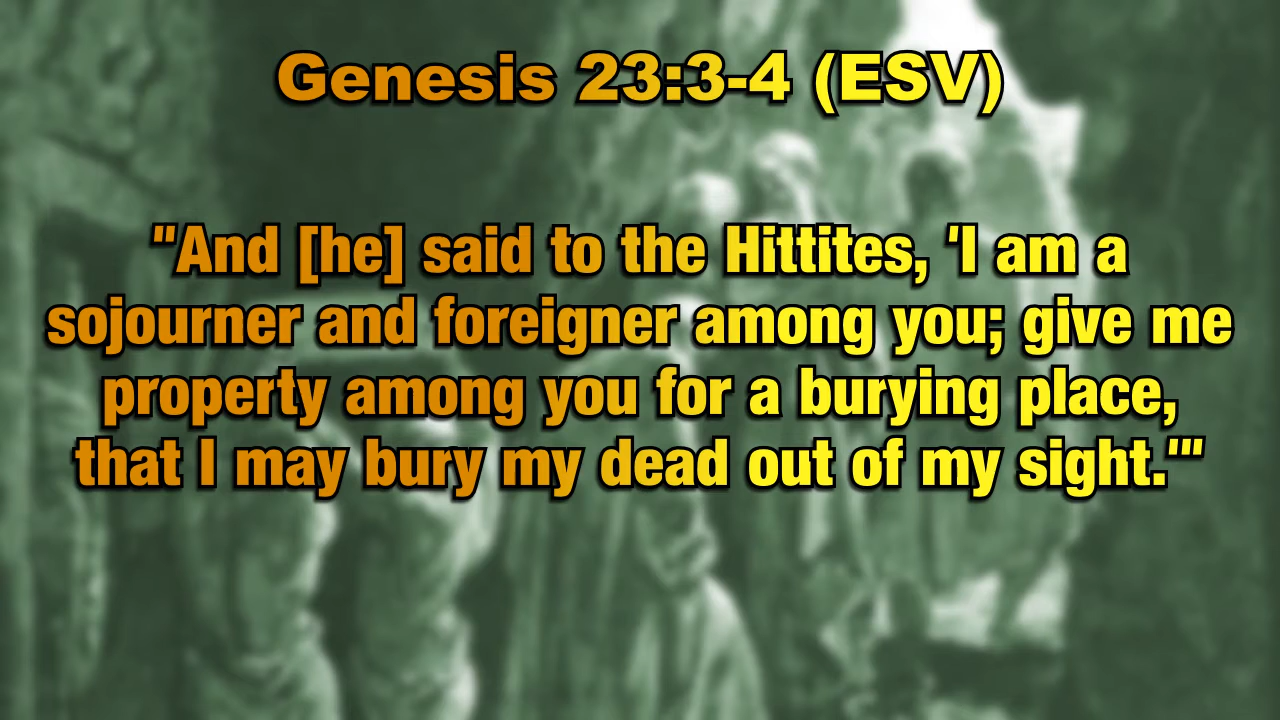 Genesis 23:3-4 (ESV)
"And [he] said to the Hittites, 'I am a
sojourner and foreigner among you; give me
property among you for a burying place,
that I may bury my dead out of my sight.'"